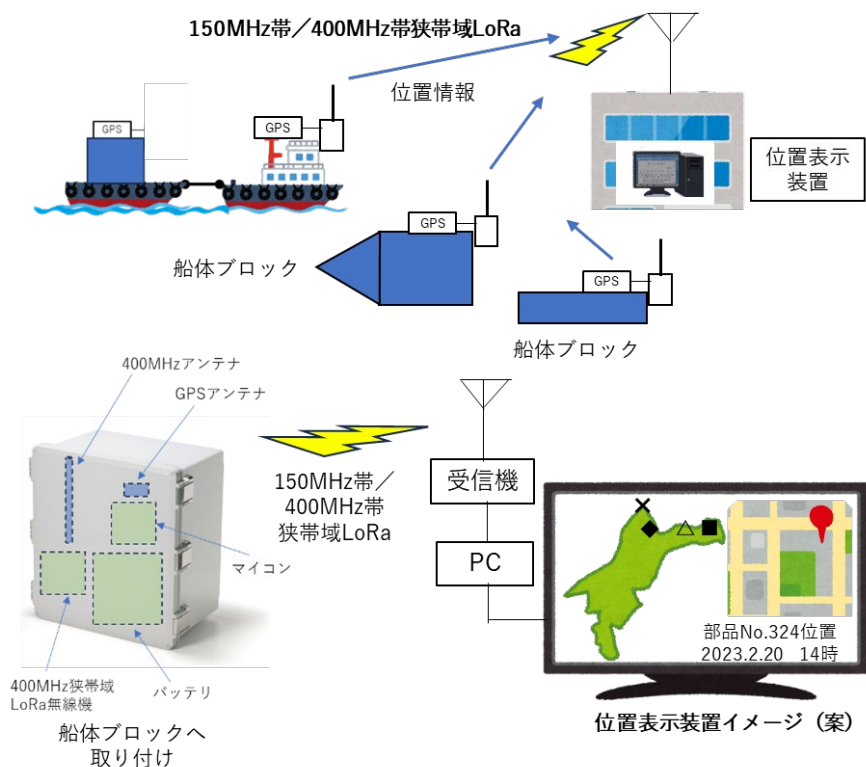 150MHz帯／400MHz帯狭帯域LoRa
位置情報
GPS
GPS
位置表示
装置
GPS
船体ブロック
GPS
船体ブロック
400MHzアンテナ
GPSアンテナ
150MHz帯／
400MHz帯
狭帯域LoRa
受信機
PC
マイコン
400MHz狭帯域
LoRa無線機
バッテリ
船体ブロックへ
取り付け
部品No.324位置
2023.2.20 14時
位置表示装置イメージ（案）